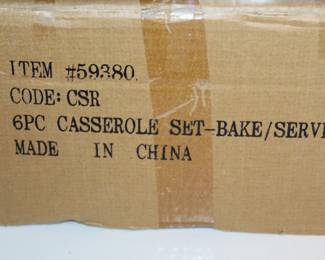 ITEM #59380
CODE: CSR
6PC CASSEROLE SET-BAKE/SERVE
MADE IN CHINA